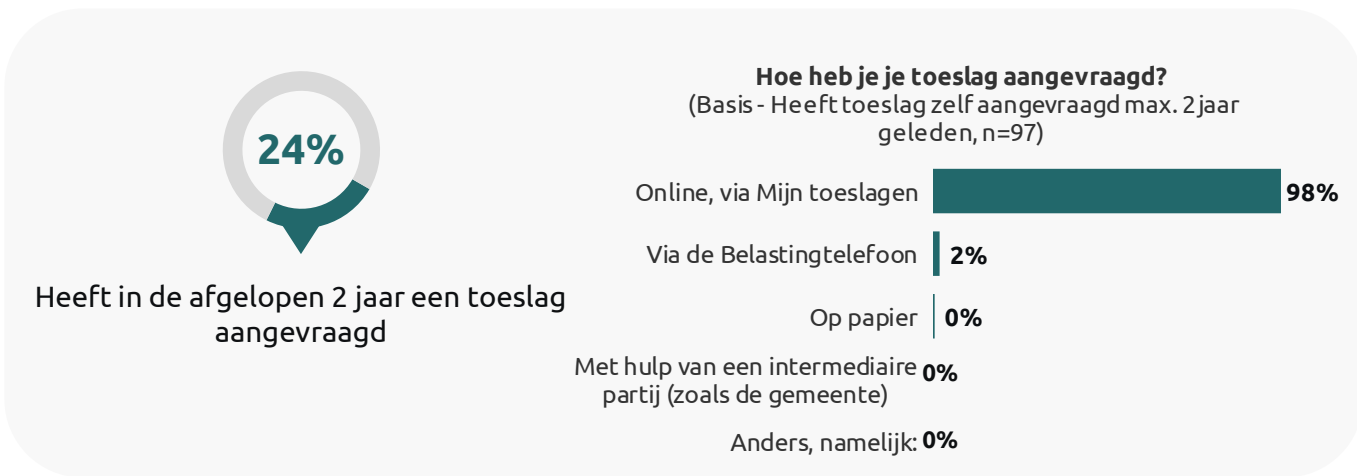 24%
Heeft in de afgelopen 2 jaar een toeslag
aangevraagd
Hoe heb je je toeslag aangevraagd?
(Basis - Heeft toeslag zelf aangevraagd max. 2 jaar
geleden, n=97)
Online, via Mijn toeslagen 98%
Via de Belastingtelefoon 2%
Op papier 0%
Met hulp van een intermediaire
partij (zoals de gemeente) 0%
Anders, namelijk: 0%